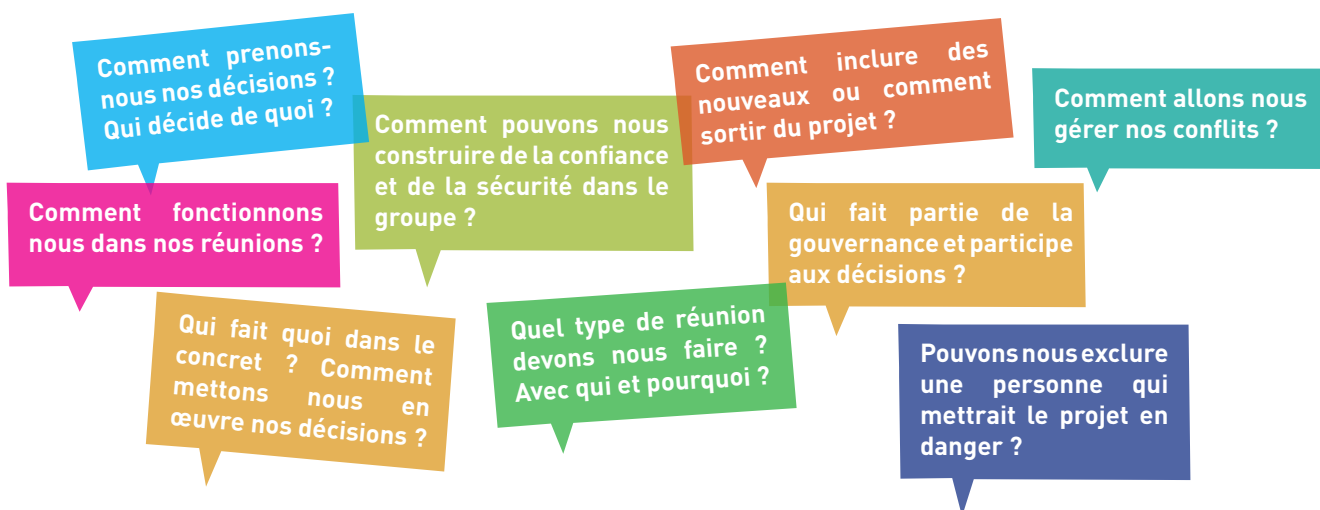 Comment prenons-
nous nos décisions ?
Qui décide de quoi ?
Comment pouvons nous
construire de la confiance
et de la sécurité dans le
groupe ?
Comment inclure des
nouveaux ou comment
sortir du projet ?
Comment allons nous
gérer nos conflits ?
Comment fonctionnons
nous dans nos réunions ?
Qui fait partie de la
gouvernance et participe
aux décisions ?
Qui fait quoi dans le
concret ? Comment
mettons nous en
œuvre nos décisions ?
Quel type de réunion
devons nous faire ?
Avec qui et pourquoi ?
Pouvons nous exclure
une personne qui
mettrait le projet en
danger ?